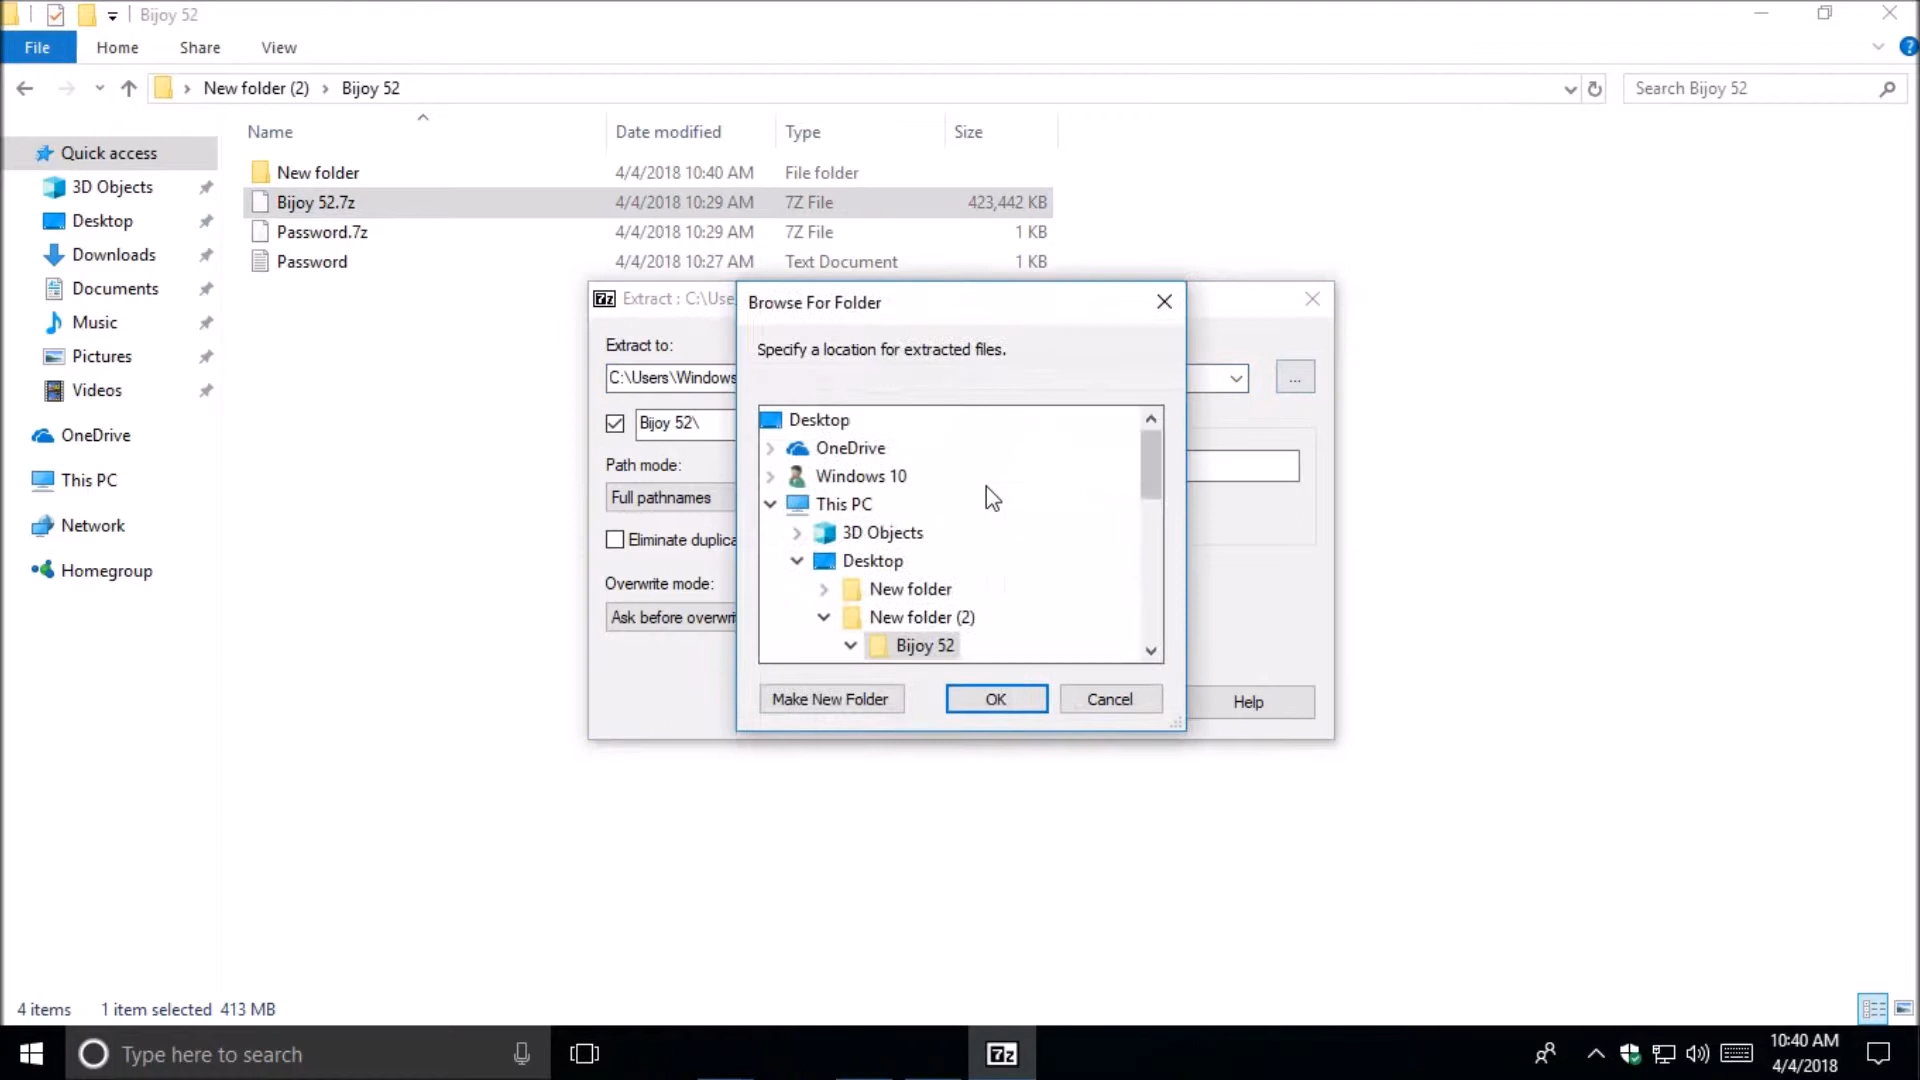 Bijoy 52
File Home Share View
New folder (2) Bijoy 52 Search Bijoy 52
Name Date modified Type Size
Quick access
3D Objects
Desktop
Downloads
Documents
Music
Pictures
Videos
OneDrive
This PC
Network
Homegroup
New folder 4/4/2018 10:40 AM File folder
Bijoy 52.7z 4/4/2018 10:29 AM 7Z File 423,442 KB
Password.7z 4/4/2018 10:29 AM 7Z File 1 KB
Password 4/4/2018 10:27 AM Text Document 1 KB
7z Extract : C:\Use
Extract to:
C:\Users\Windows
...
Bijoy 52\
Path mode:
Full pathnames
Eliminate duplica
Overwrite mode:
Ask before overwri
Help
Browse For Folder
Specify a location for extracted files.
Desktop
OneDrive
Windows 10
This PC
3D Objects
Desktop
New folder
New folder (2)
Bijoy 52
Make New Folder OK Cancel
4 items 1 item selected 413 MB
Type here to search
7z
10:40 AM
4/4/2018